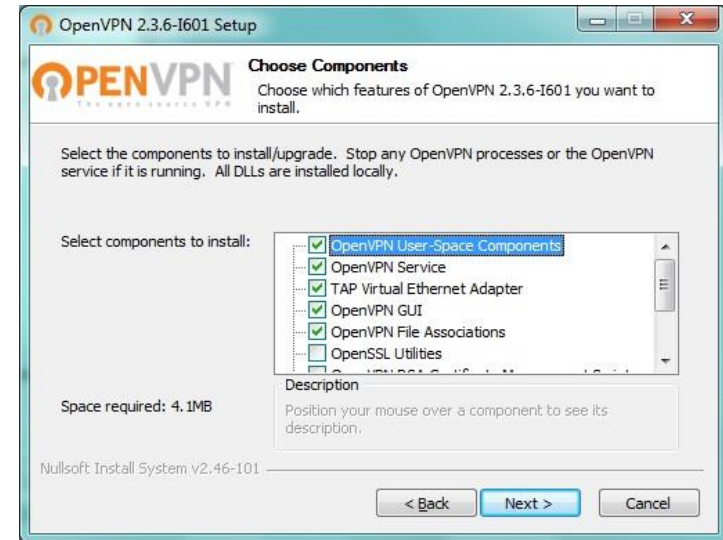 OpenVPN 2.3.6-I601 Setup
OPENVPN
The open source VPN
Choose Components
Choose which features of OpenVPN 2.3.6-I601 you want to
install.
Select the components to install/upgrade. Stop any OpenVPN processes or the OpenVPN
service if it is running. All DLLs are installed locally.
Select components to install:
OpenVPN User-Space Components
OpenVPN Service
TAP Virtual Ethernet Adapter
OpenVPN GUI
OpenVPN File Associations
OpenSSL Utilities
Space required: 4.1MB
Description
Position your mouse over a component to see its
description.
Nullsoft Install System v2.46-101
< Back
Next >
Cancel